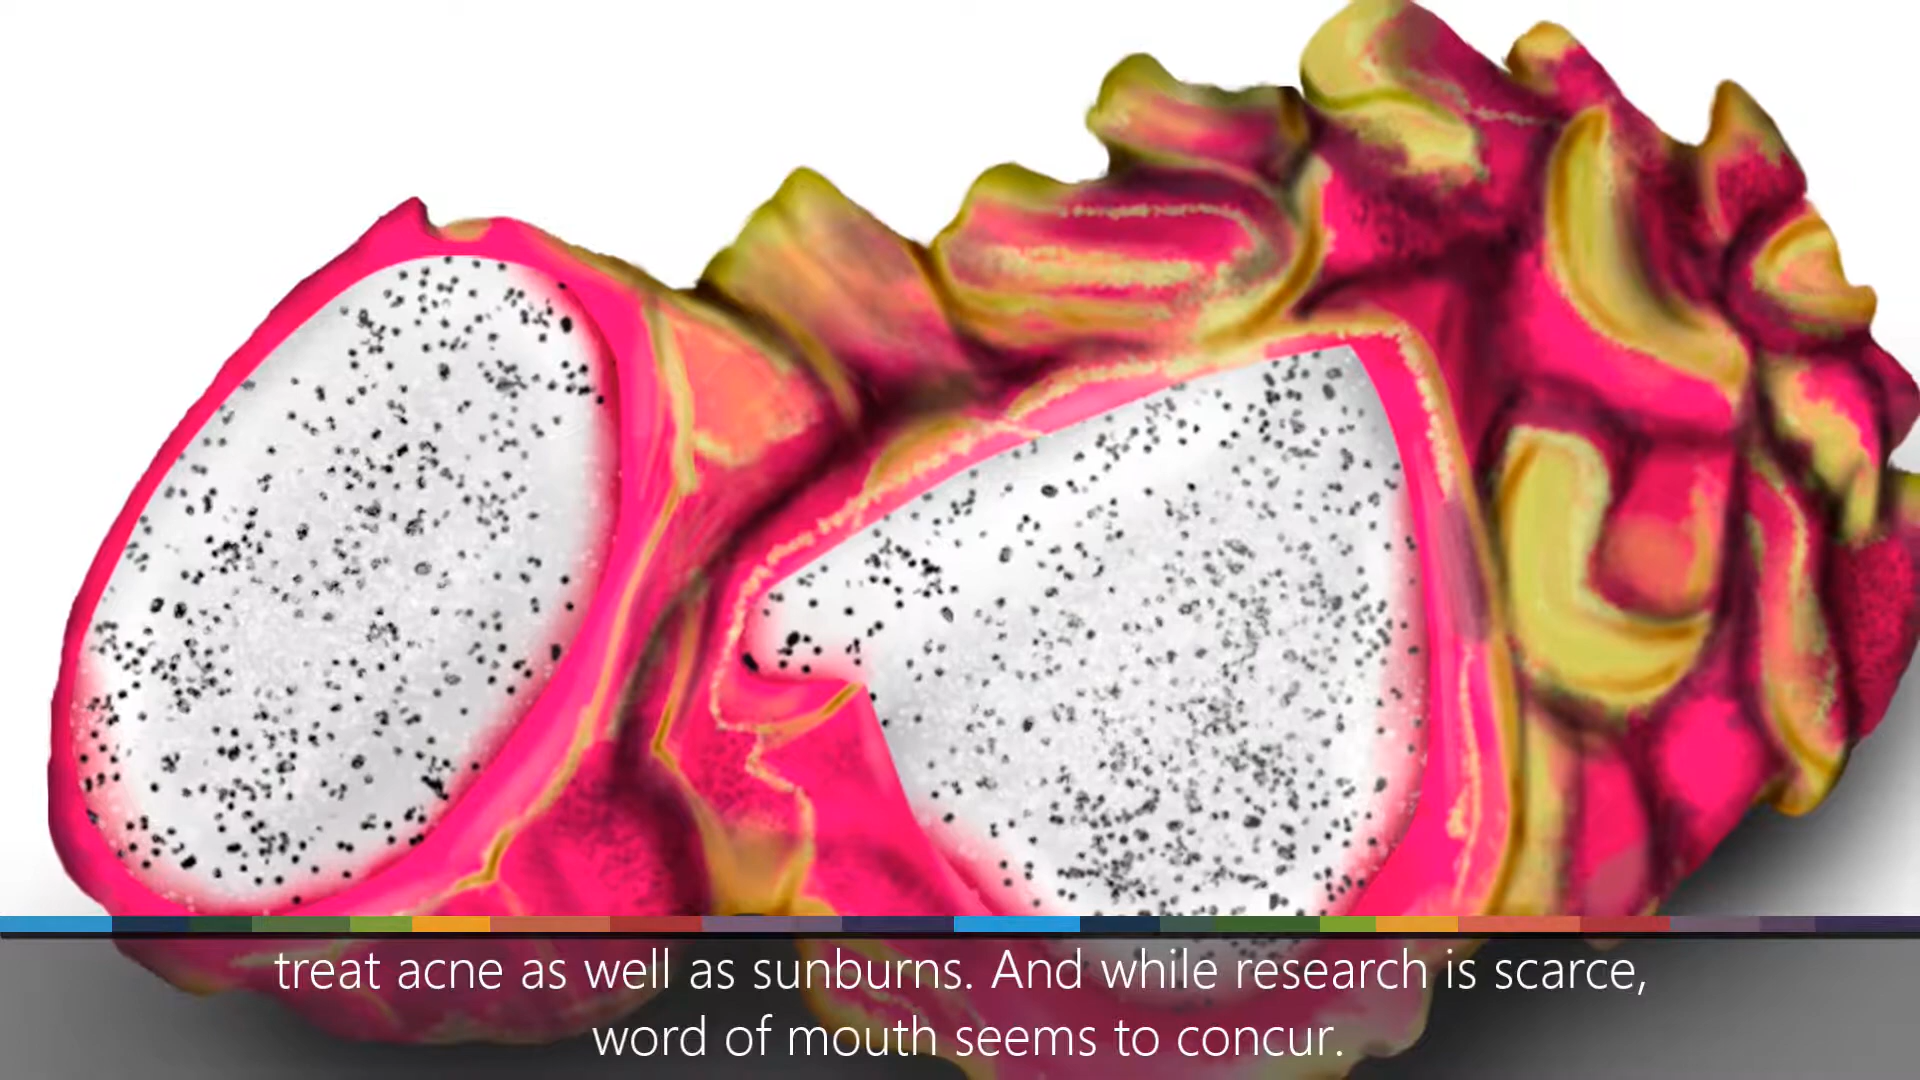 treat acne as well as sunburns. And while research is scarce,
word of mouth seems to concur.